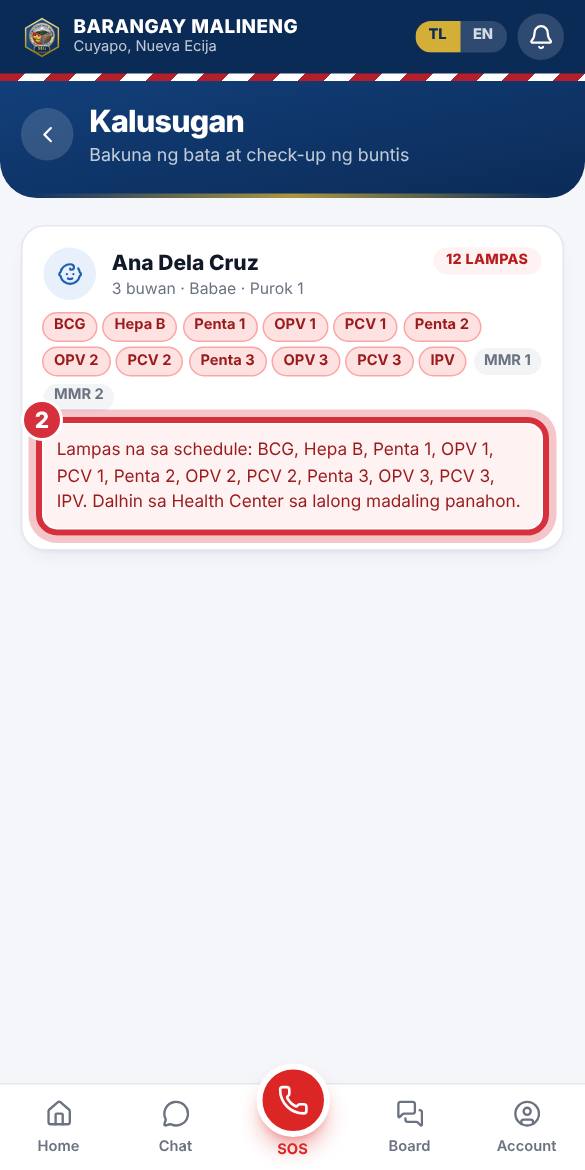 BARANGAY MALINENG
Cuyapo, Nueva Ecija
TL EN
Kalusugan
Bakuna ng bata at check-up ng buntis
Ana Dela Cruz
12 LAMPAS
3 buwan · Babae · Purok 1
BCG Hepa B Penta 1 OPV 1 PCV 1 Penta 2
OPV 2 PCV 2 Penta 3 OPV 3 PCV 3 IPV MMR 1
MMR 2
2
Lampas na sa schedule: BCG, Hepa B, Penta 1, OPV 1,
PCV 1, Penta 2, OPV 2, PCV 2, Penta 3, OPV 3, PCV 3,
IPV. Dalhin sa Health Center sa lalong madaling panahon.
Home Chat SOS Board Account